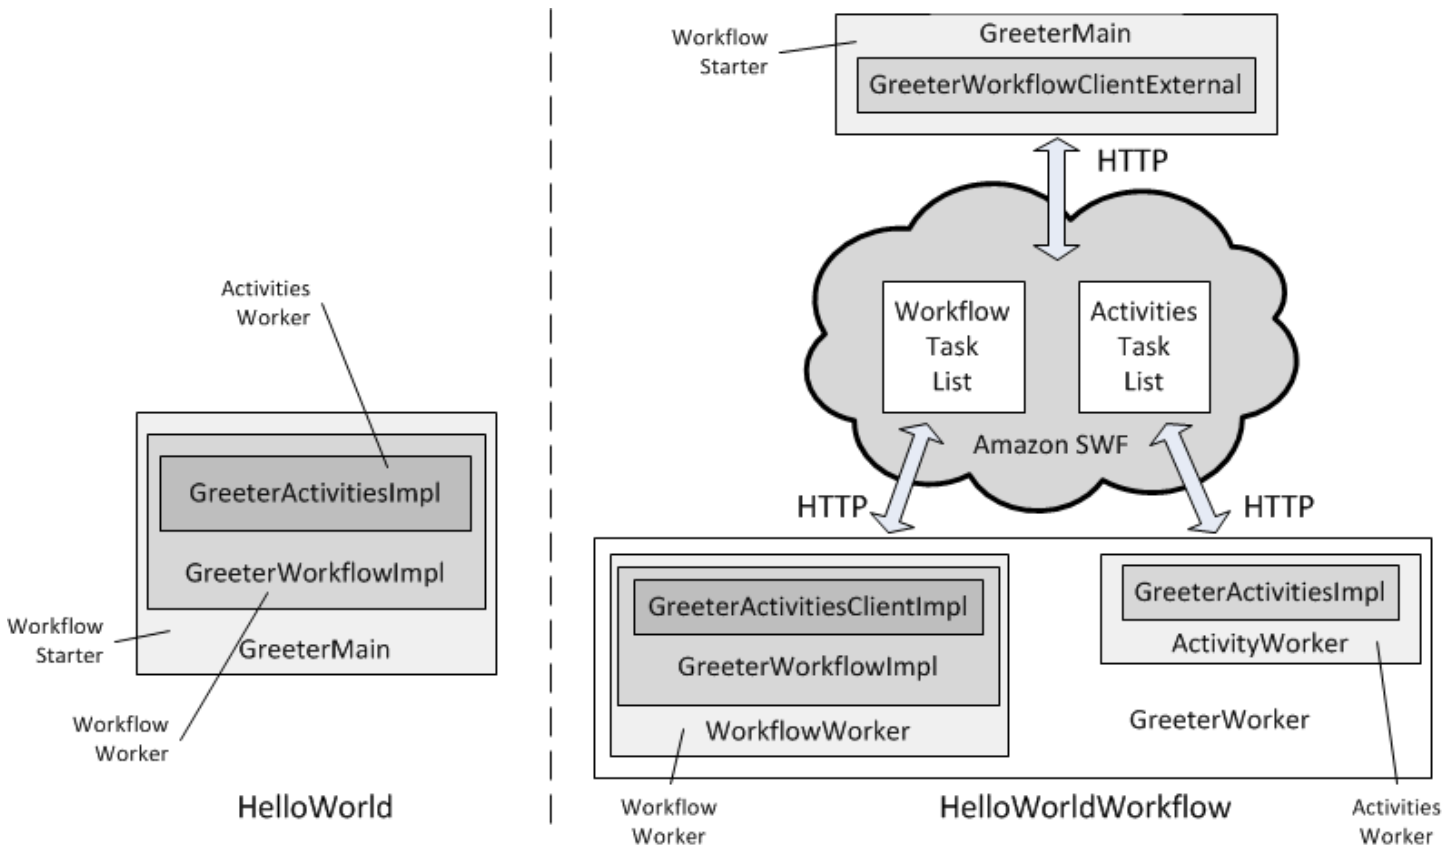 Activities
Worker
GreeterActivitiesImpl
GreeterWorkflowImpl
Workflow
Starter
GreeterMain
Workflow
Worker
HelloWorld
Workflow
Starter
GreeterMain
GreeterWorkflowClientExternal
HTTP
Workflow
Task
List
Activities
Task
List
Amazon SWF
HTTP
HTTP
GreeterActivitiesClientImpl
GreeterWorkflowImpl
WorkflowWorker
GreeterActivitiesImpl
ActivityWorker
GreeterWorker
Workflow
Worker
HelloWorldWorkflow
Activities
Worker